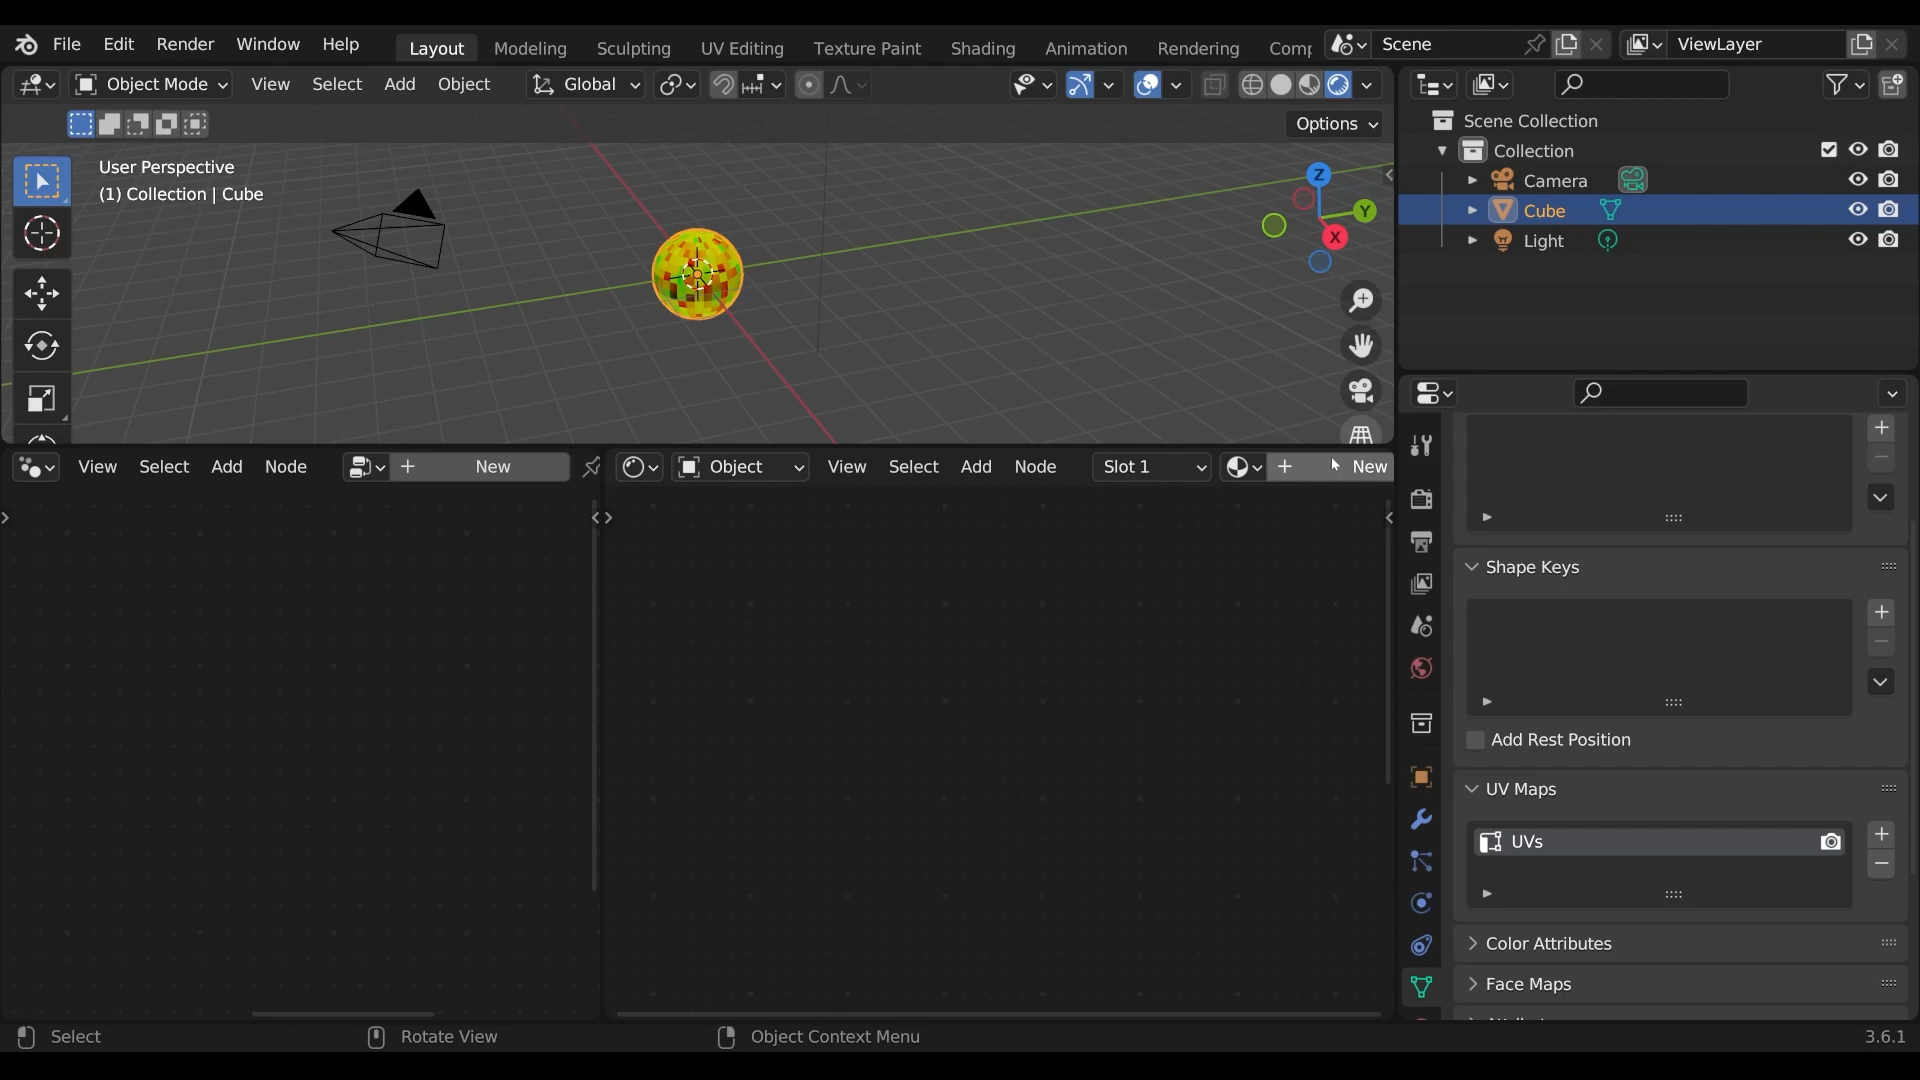 File Edit Render Window Help Layout Modeling Sculpting UV Editing Texture Paint Shading Animation Rendering Scene ViewLayer
Object Mode View Select Add Object Global
Options
User Perspective
(1) Collection | Cube
Z
Y
X
Scene Collection
Collection
Camera
Cube
Light
View Select Add Node New Object View Select Add Node Slot 1 New
Shape Keys
Add Rest Position
UV Maps
UVs
Color Attributes
Face Maps
Select Rotate View Object Context Menu 3.6.1